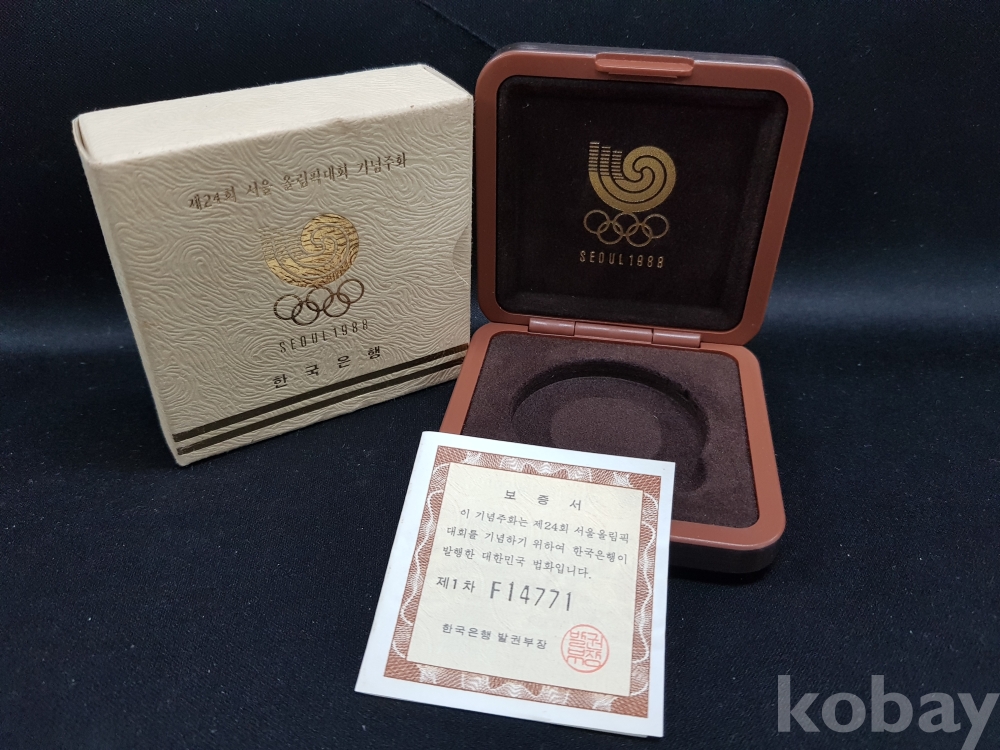 제24회 서울 올림픽대회 기념주화
SEOUL 1988
한국은행
SEOUL 1988
보증서
이 기념주화는 제24회 서울올림픽
대회를 기념하기 위하여 한국은행이
발행한 대한민국 법화입니다.
제1차 F14771
한국은행 발권부장
발권
부장
kobay